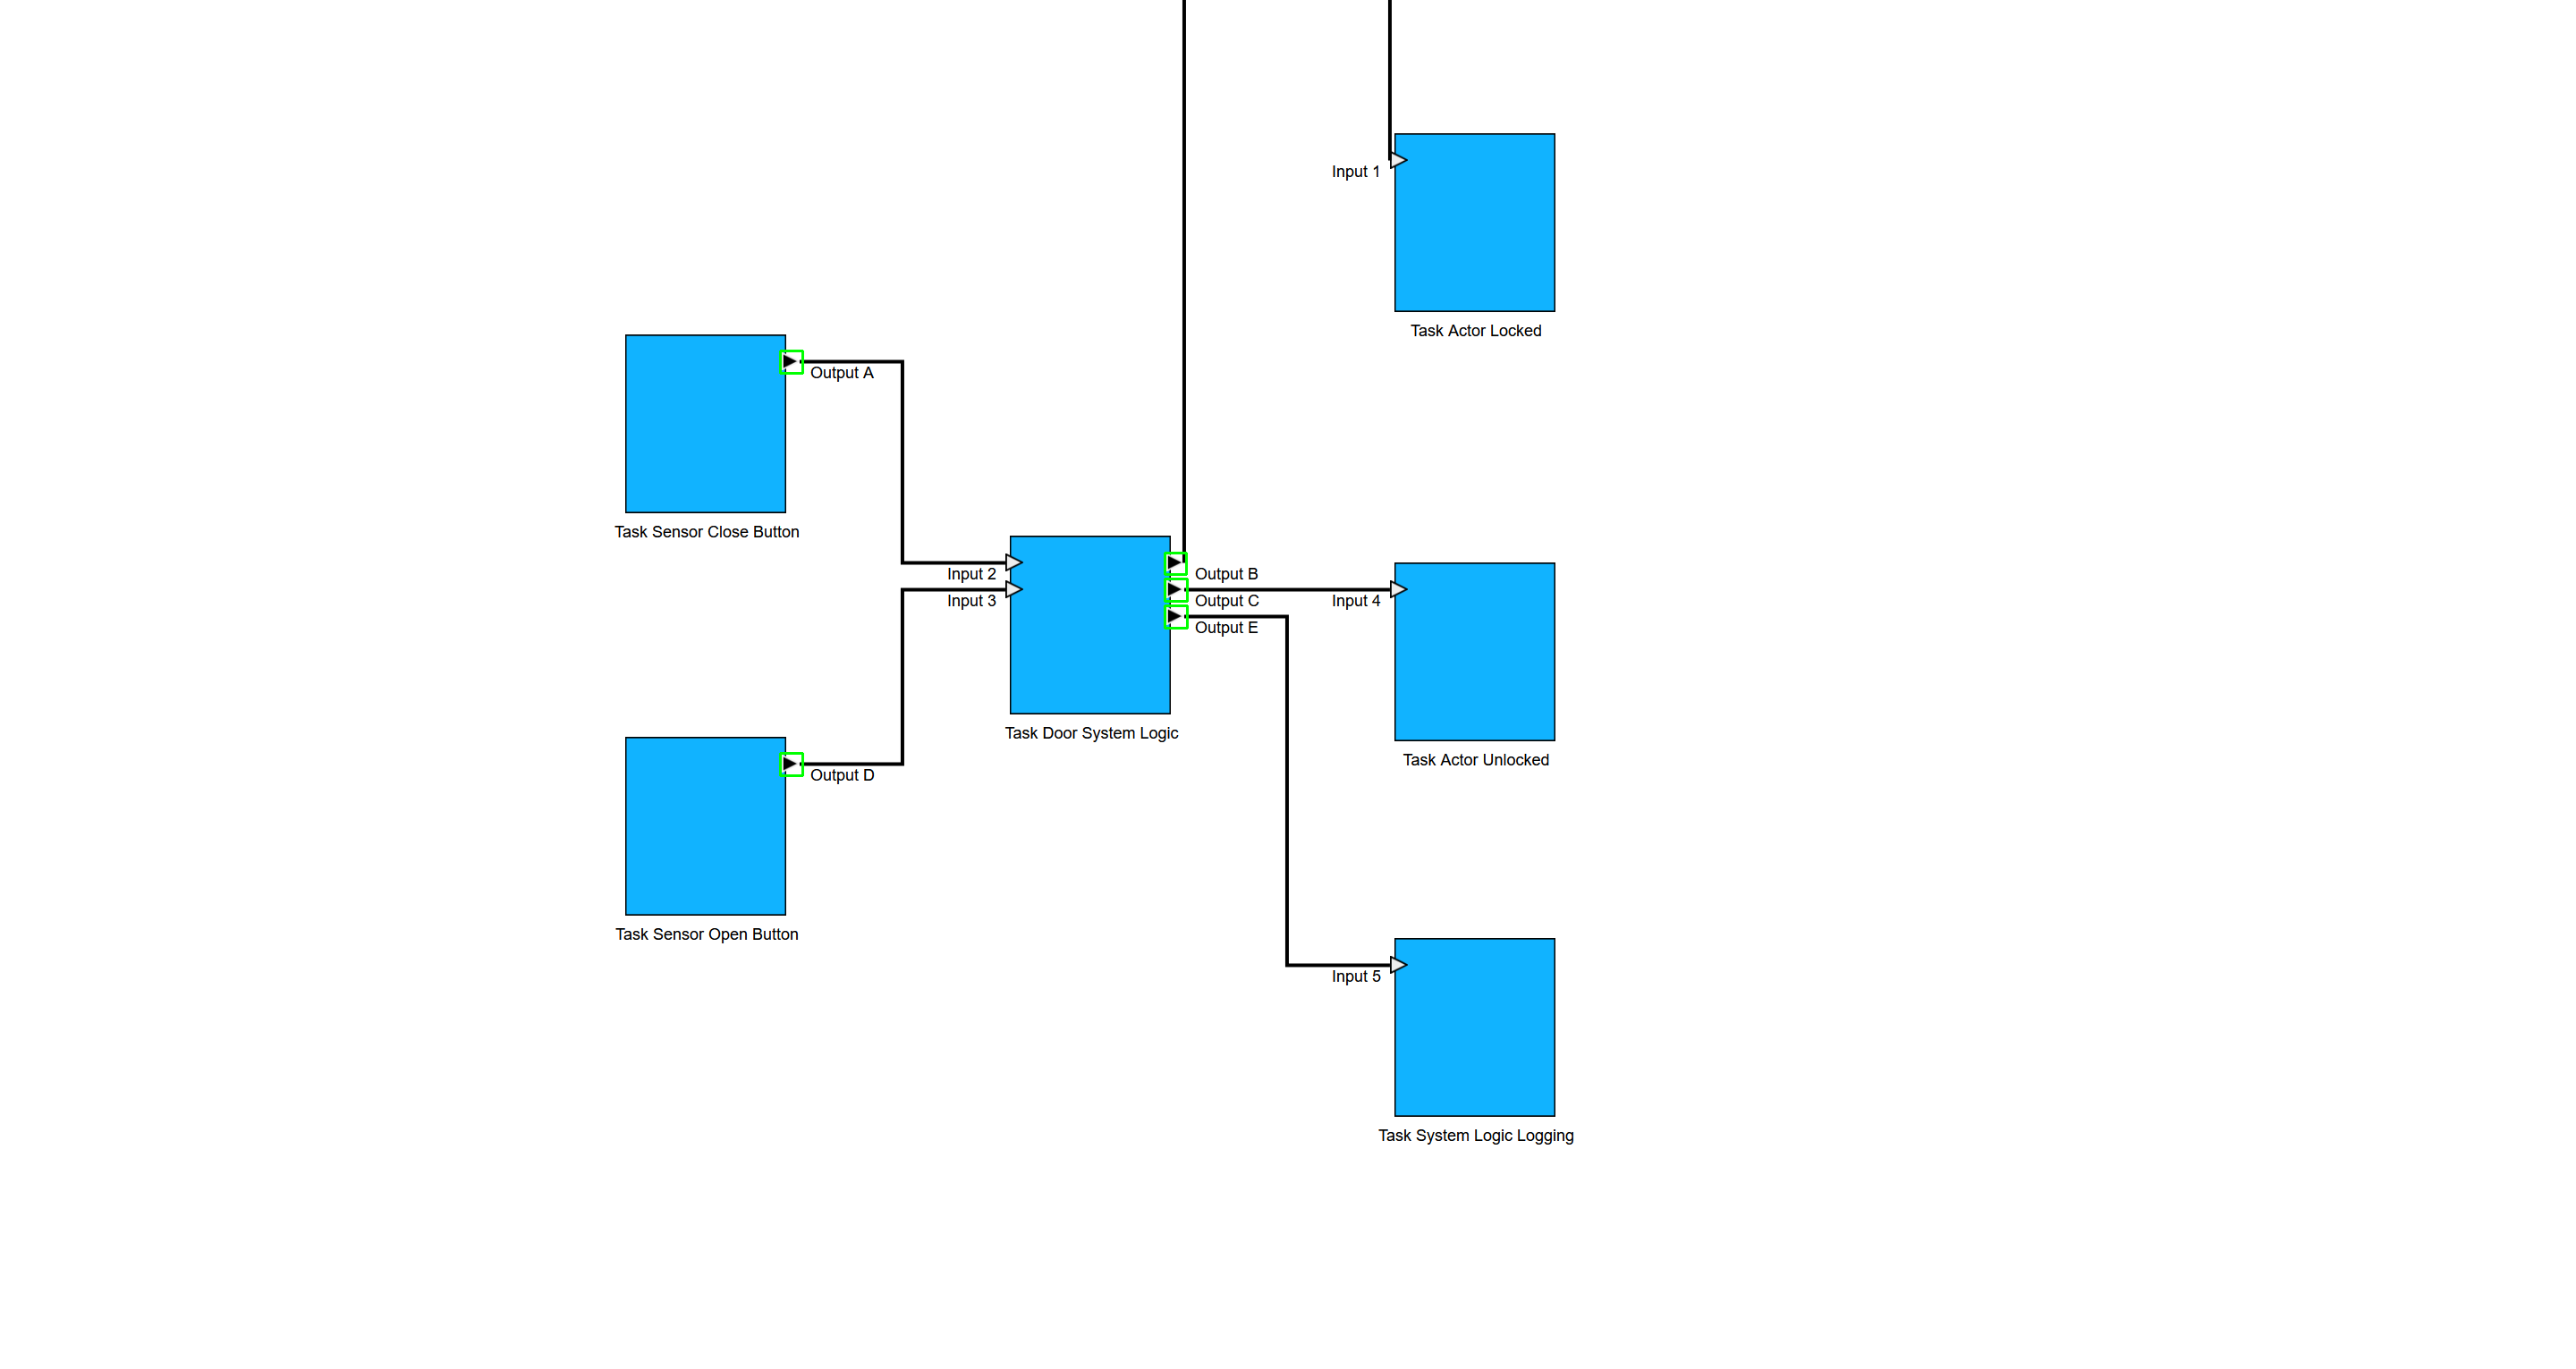 Input 1
Task Actor Locked
Output A
Task Sensor Close Button
Input 2
Output B
Input 3
Output C
Input 4
Output E
Task Door System Logic
Task Actor Unlocked
Output D
Task Sensor Open Button
Input 5
Task System Logic Logging